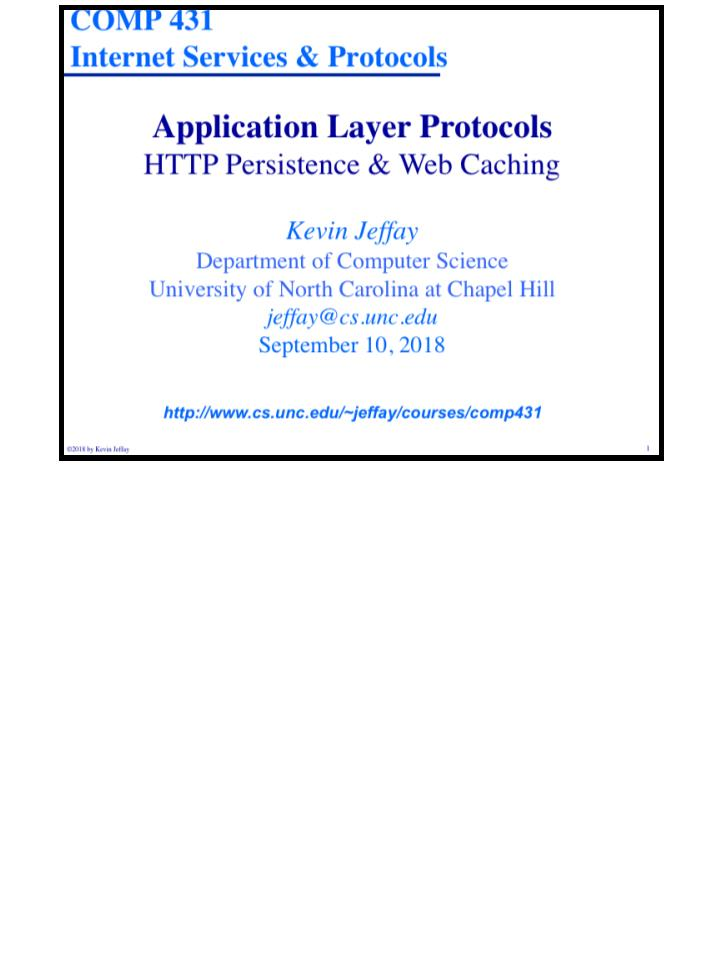 COMP 431
Internet Services & Protocols
Application Layer Protocols
HTTP Persistence & Web Caching
Kevin Jeffay
Department of Computer Science
University of North Carolina at Chapel Hill
jeffay@cs.unc.edu
September 10, 2018
http://www.cs.unc.edu/~jeffay/courses/comp431
©2018 by Kevin Jeffay
1